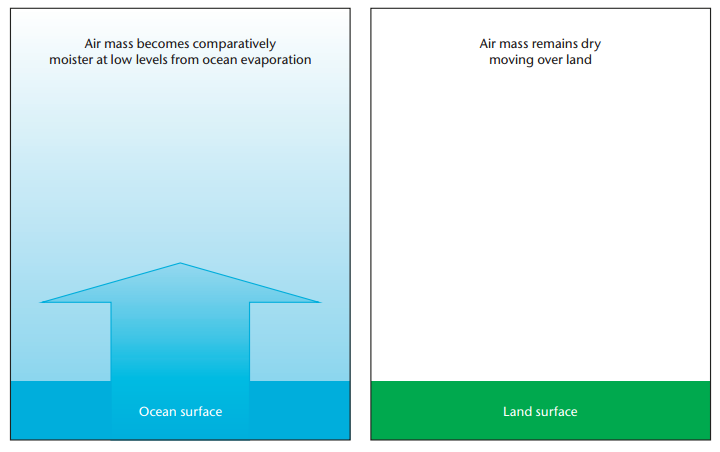 Air mass becomes comparatively
moister at low levels from ocean evaporation
Ocean surface
Air mass remains dry
moving over land
Land surface